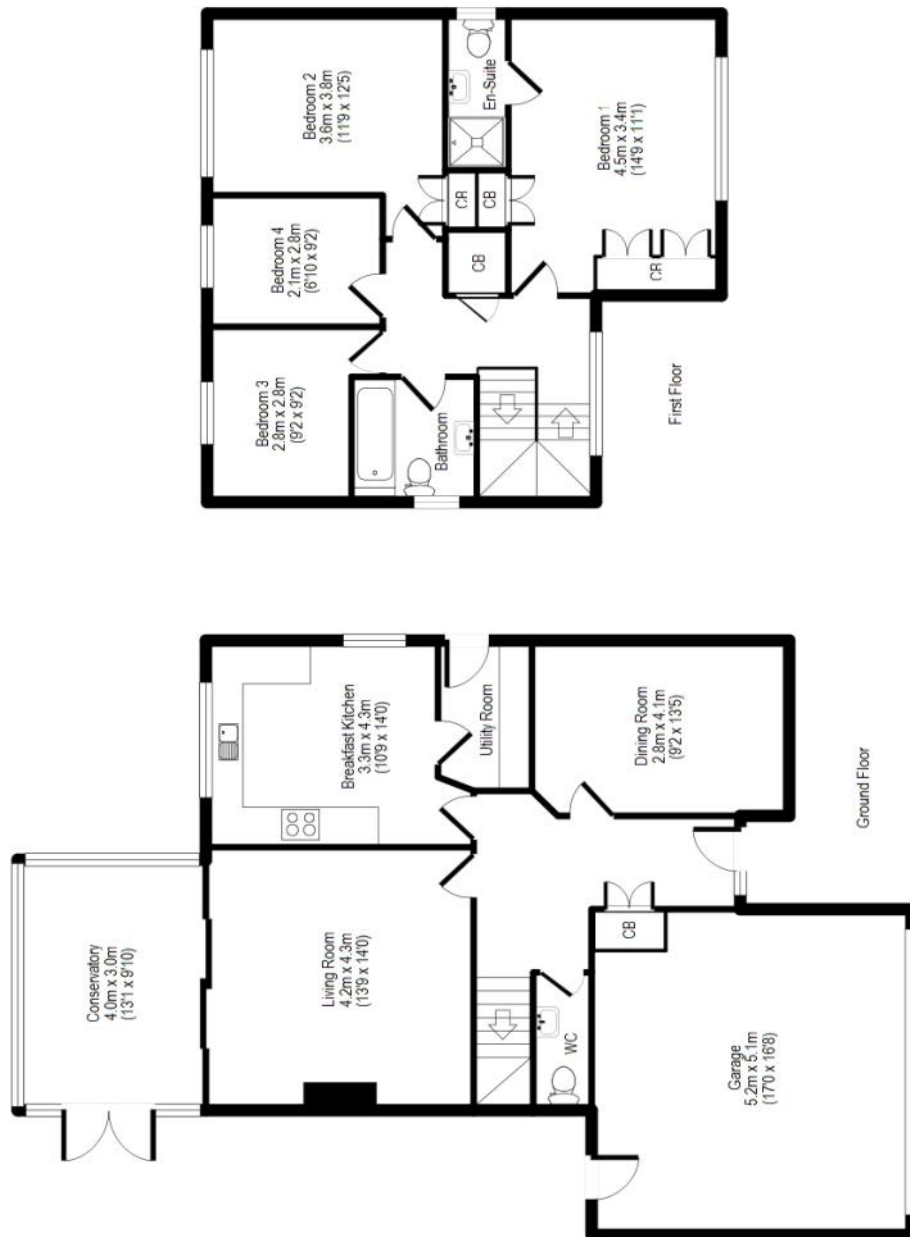 Conservatory
4.0m x 3.0m
(13'1 x 9'10)
Living Room
4.2m x 4.3m
(13'9 x 14'0)
Breakfast Kitchen
3.3m x 4.3m
(10'9 x 14'0)
Utility Room
Dining Room
2.8m x 4.1m
(9'2 x 13'5)
WC
CB
Garage
5.2m x 5.1m
(17'0 x 16'8)
Ground Floor
Bedroom 3
2.8m x 2.8m
(9'2 x 9'2)
Bedroom 4
2.1m x 2.8m
(6'10 x 9'2)
Bedroom 2
3.6m x 3.8m
(11'9 x 12'5)
Bathroom
En-Suite
CB
CB
CB
Bedroom 1
4.5m x 3.4m
(14'9 x 11'1)
CB
First Floor